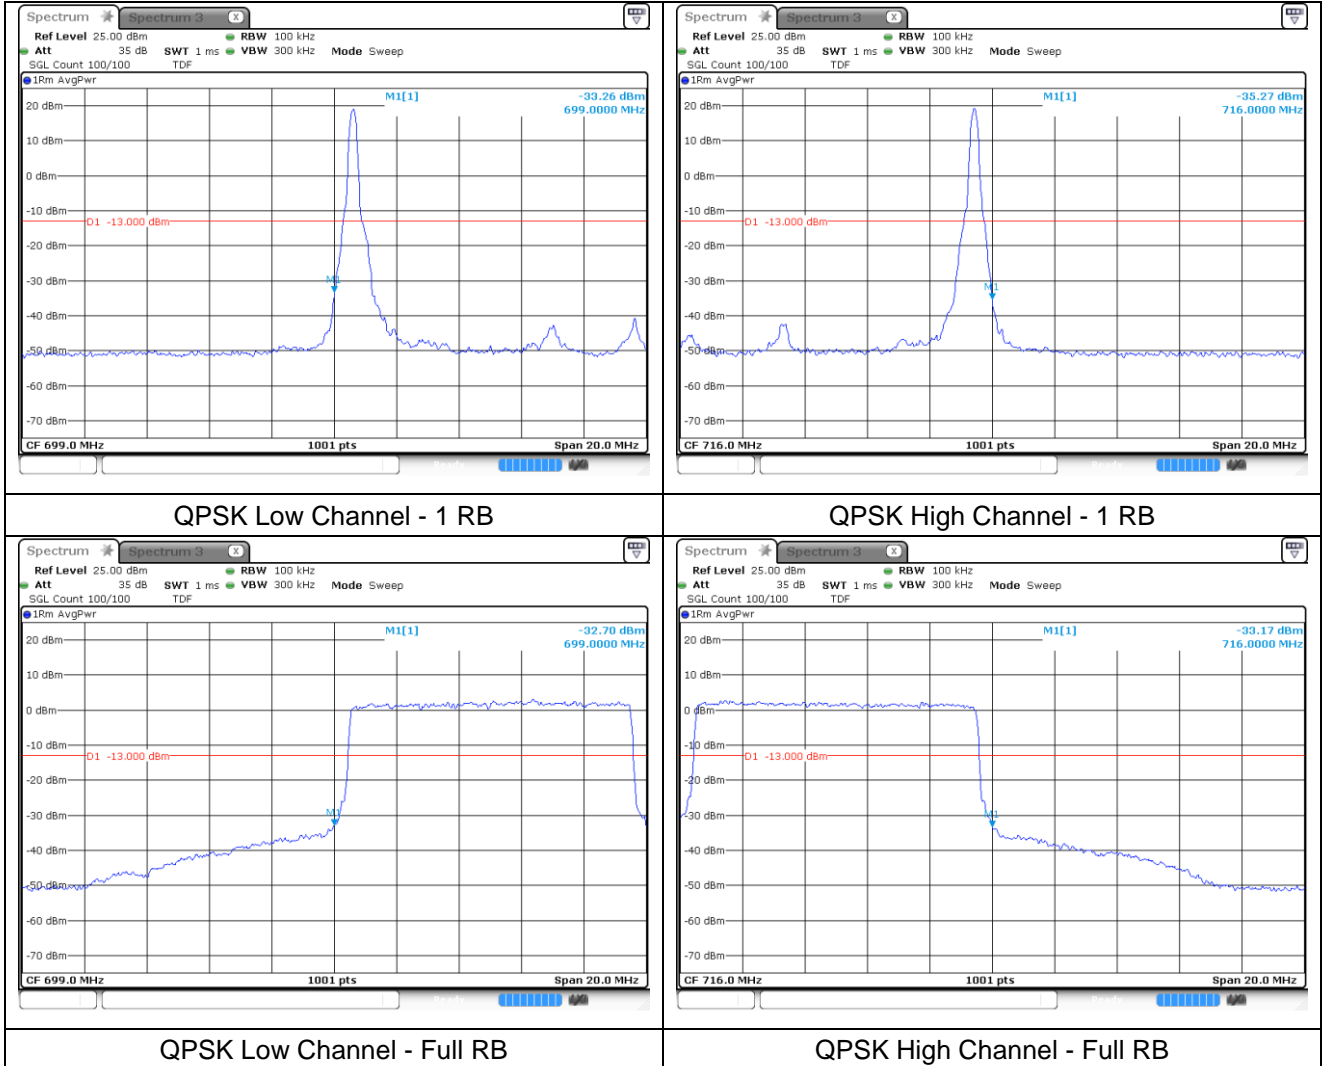 Spectrum Spectrum 3 X
Ref Level 25.00 dBm RBW 100 kHz
Att 35 dB SWT 1 ms VBW 300 kHz Mode Sweep
SGL Count 100/100 TDF
1Rm AvgPwr
M1[1] -33.26 dBm
699.0000 MHz
20 dBm
10 dBm
0 dBm
-10 dBm
D1 -13.000 dBm
-20 dBm
-30 dBm
M1
-40 dBm
-50 dBm
-60 dBm
-70 dBm
CF 699.0 MHz 1001 pts Span 20.0 MHz
Ready
QPSK Low Channel - 1 RB
Spectrum Spectrum 3 X
Ref Level 25.00 dBm RBW 100 kHz
Att 35 dB SWT 1 ms VBW 300 kHz Mode Sweep
SGL Count 100/100 TDF
1Rm AvgPwr
M1[1] -35.27 dBm
716.0000 MHz
20 dBm
10 dBm
0 dBm
-10 dBm
D1 -13.000 dBm
-20 dBm
-30 dBm
M1
-40 dBm
-50 dBm
-60 dBm
-70 dBm
CF 716.0 MHz 1001 pts Span 20.0 MHz
Ready
QPSK High Channel - 1 RB
Spectrum Spectrum 3 X
Ref Level 25.00 dBm RBW 100 kHz
Att 35 dB SWT 1 ms VBW 300 kHz Mode Sweep
SGL Count 100/100 TDF
1Rm AvgPwr
M1[1] -32.70 dBm
699.0000 MHz
20 dBm
10 dBm
0 dBm
-10 dBm
D1 -13.000 dBm
-20 dBm
-30 dBm
M1
-40 dBm
-50 dBm
-60 dBm
-70 dBm
CF 699.0 MHz 1001 pts Span 20.0 MHz
Ready
QPSK Low Channel - Full RB
Spectrum Spectrum 3 X
Ref Level 25.00 dBm RBW 100 kHz
Att 35 dB SWT 1 ms VBW 300 kHz Mode Sweep
SGL Count 100/100 TDF
1Rm AvgPwr
M1[1] -33.17 dBm
716.0000 MHz
20 dBm
10 dBm
0 dBm
-10 dBm
D1 -13.000 dBm
-20 dBm
-30 dBm
M1
-40 dBm
-50 dBm
-60 dBm
-70 dBm
CF 716.0 MHz 1001 pts Span 20.0 MHz
Ready
QPSK High Channel - Full RB